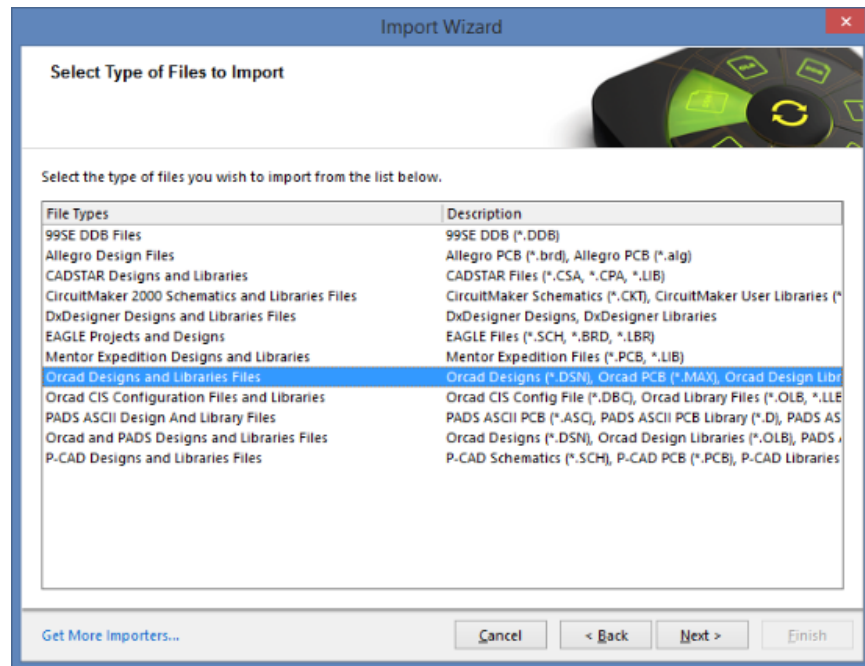 Import Wizard
Select Type of Files to Import
Select the type of files you wish to import from the list below.
File Types Description
99SE DDB Files 99SE DDB (*.DDB)
Allegro Design Files Allegro PCB (*.brd), Allegro PCB (*.alg)
CADSTAR Designs and Libraries CADSTAR Files (*.CSA, *.CPA, *.LIB)
CircuitMaker 2000 Schematics and Libraries Files CircuitMaker Schematics (*.CKT), CircuitMaker User Libraries (*
DxDesigner Designs and Libraries Files DxDesigner Designs, DxDesigner Libraries
EAGLE Projects and Designs EAGLE Files (*.SCH, *.BRD, *.LBR)
Mentor Expedition Designs and Libraries Mentor Expedition Files (*.PCB, *.LIB)
Orcad Designs and Libraries Files Orcad Designs (*.DSN), Orcad PCB (*.MAX), Orcad Design Libr
Orcad CIS Configuration Files and Libraries Orcad CIS Config File (*.DBC), Orcad Library Files (*.OLB, *.LLB
PADS ASCII Design And Library Files PADS ASCII PCB (*.ASC), PADS ASCII PCB Library (*.D), PADS AS
Orcad and PADS Designs and Libraries Files Orcad Designs (*.DSN), Orcad Design Libraries (*.OLB), PADS
P-CAD Designs and Libraries Files P-CAD Schematics (*.SCH), P-CAD PCB (*.PCB), P-CAD Libraries
Get More Importers... Cancel < Back Next > Finish